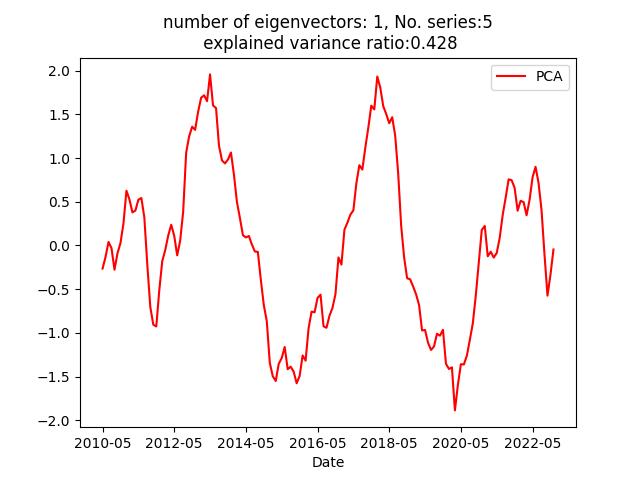 number of eigenvectors: 1, No. series:5
explained variance ratio:0.428
PCA
2.0
1.5
1.0
0.5
0.0
−0.5
−1.0
−1.5
−2.0
2010-05 2012-05 2014-05 2016-05 2018-05 2020-05 2022-05
Date